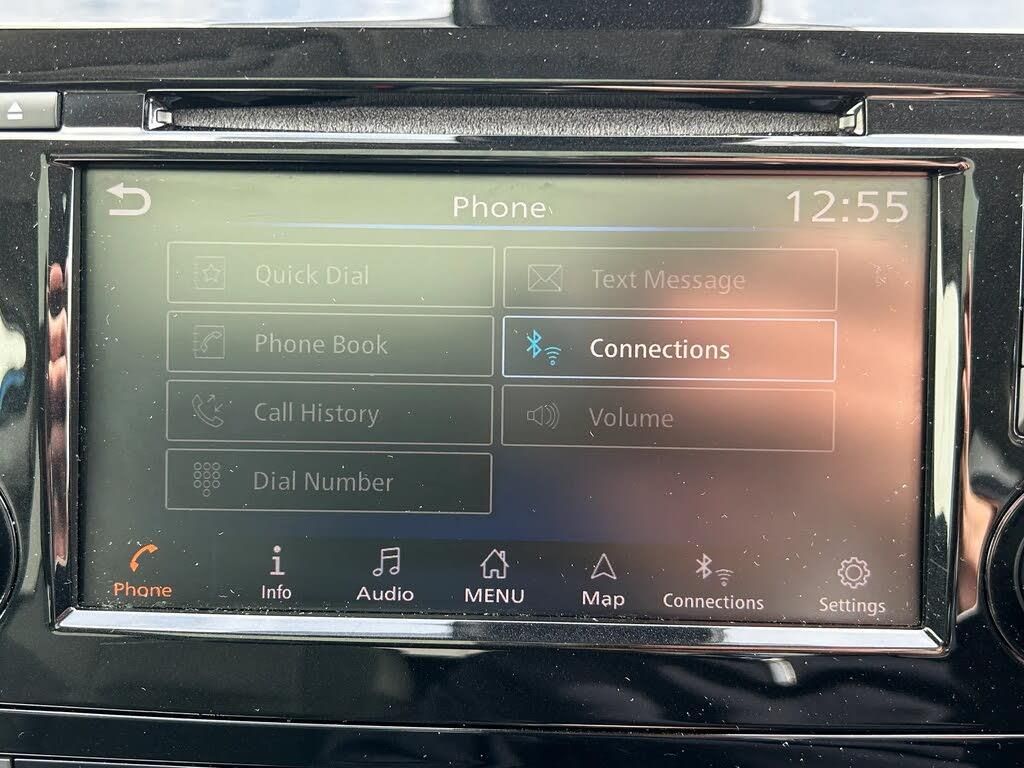 Phone
12:55
Quick Dial
Text Message
Phone Book
Connections
Call History
Volume
Dial Number
Phone
Info
Audio
MENU
Map
Connections
Settings